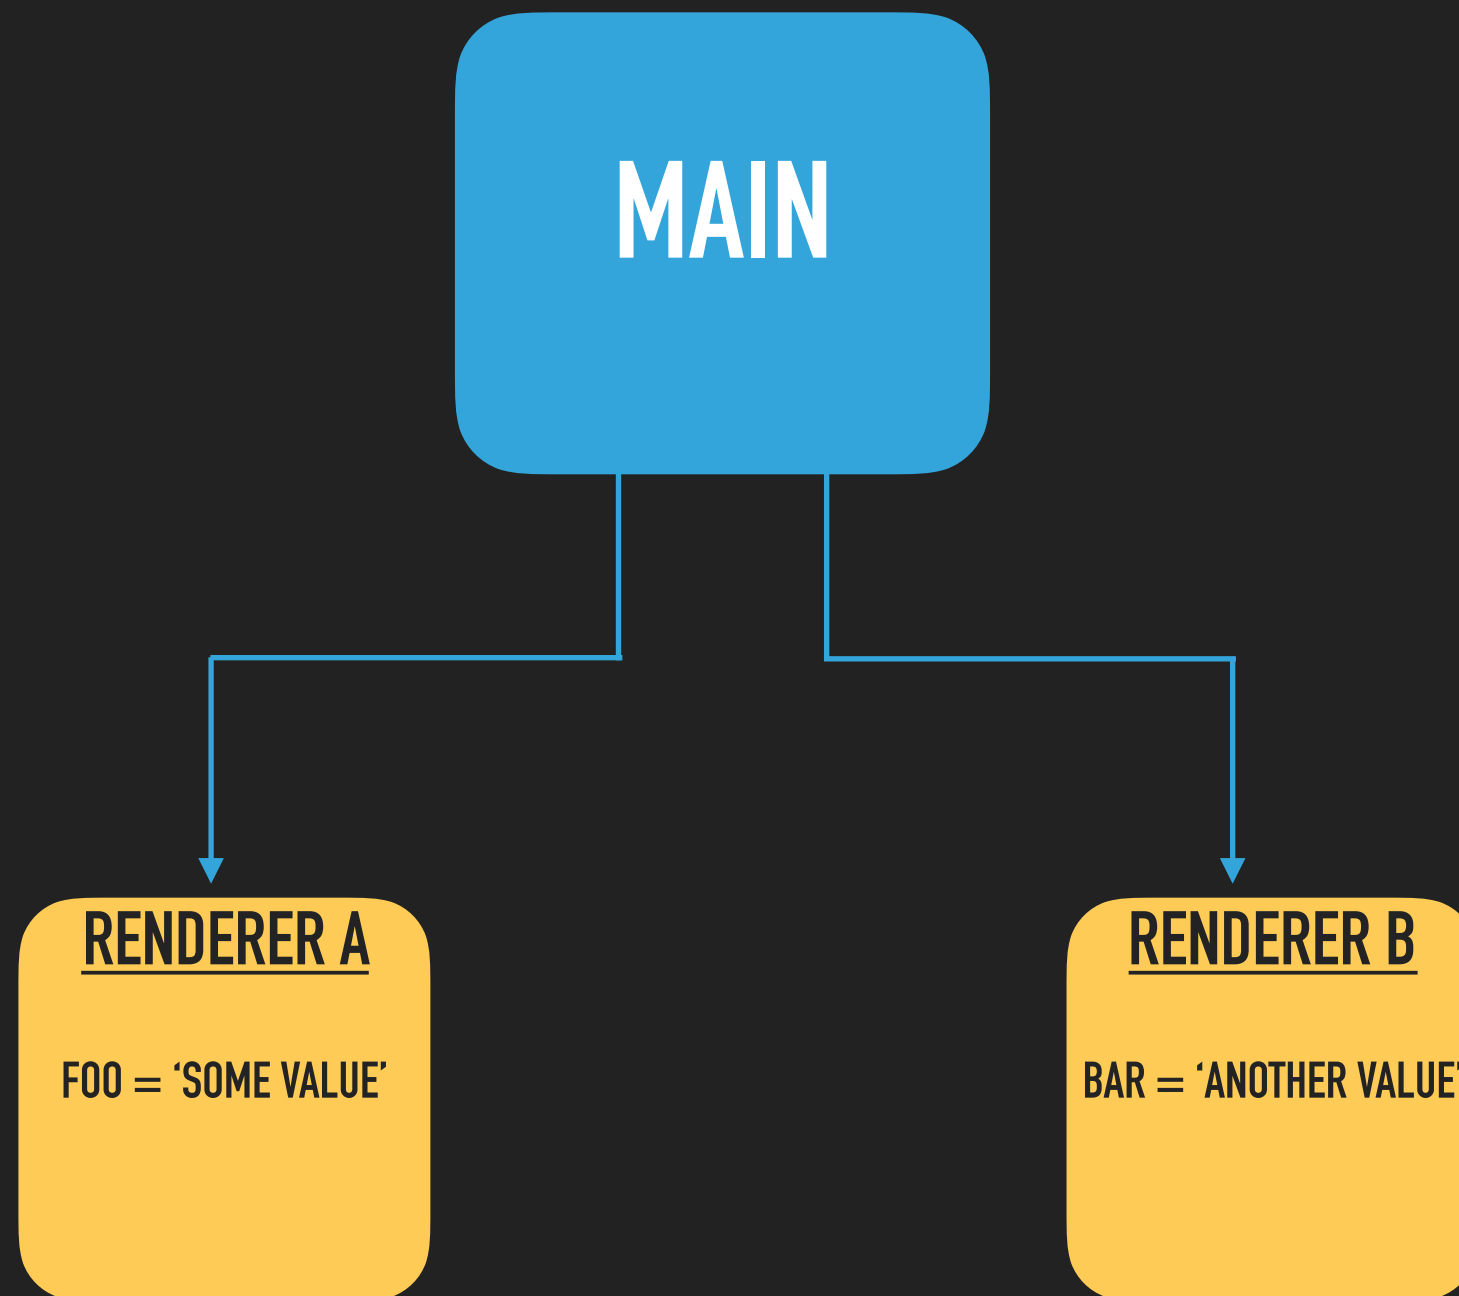 MAIN
RENDERER A
RENDERER B
FOO = ‘SOME VALUE’
BAR = ‘ANOTHER VALUE’